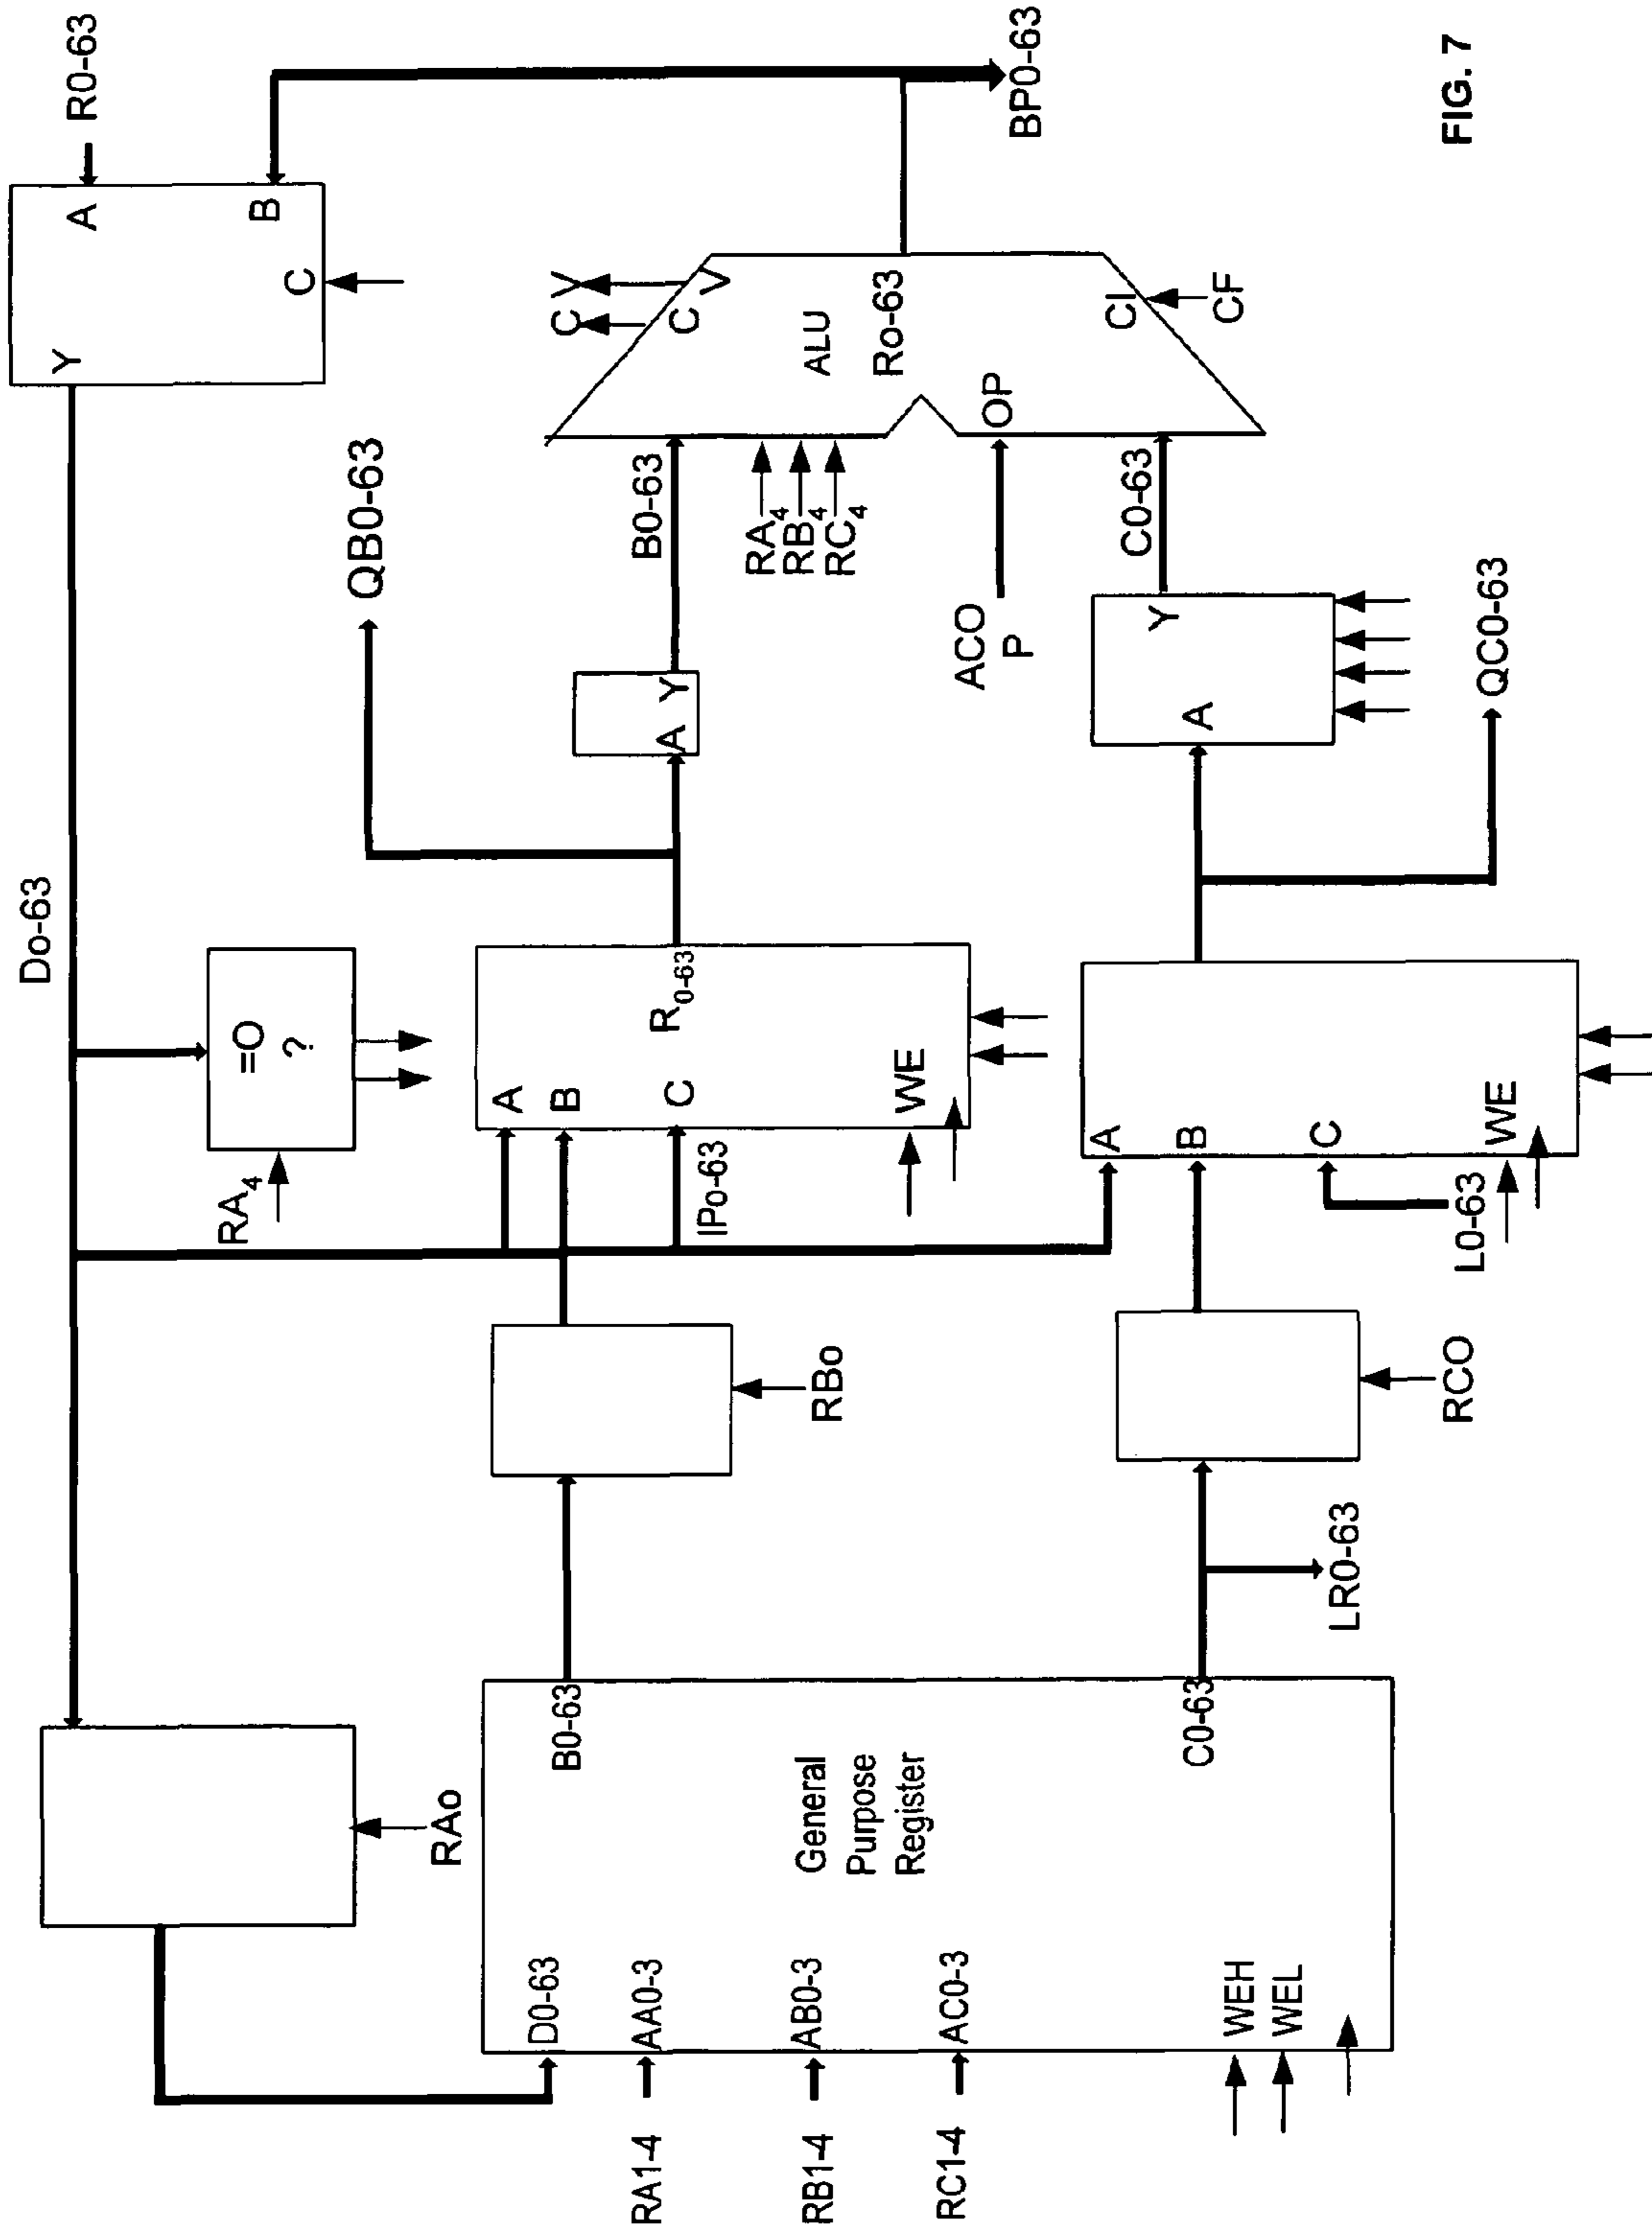 FIG. 7
R0-63
A
B
C
Y
BP0-63
Do-63
QB0-63
C V
C
V
ALU
Ro-63
CI
CF
OP
B0-63
RA4
RB4
RC4
ACO
P
C0-63
A Y
A
Y
QC0-63
=O
?
RA4
A
B
C
R0-63
WE
IPo-63
A
B
C
WE
L0-63
RBo
RCO
RAo
LR0-63
B0-63
C0-63
General
Purpose
Register
D0-63
AA0-3
AB0-3
AC0-3
WEH
WEL
RA1-4
RB1-4
RC1-4